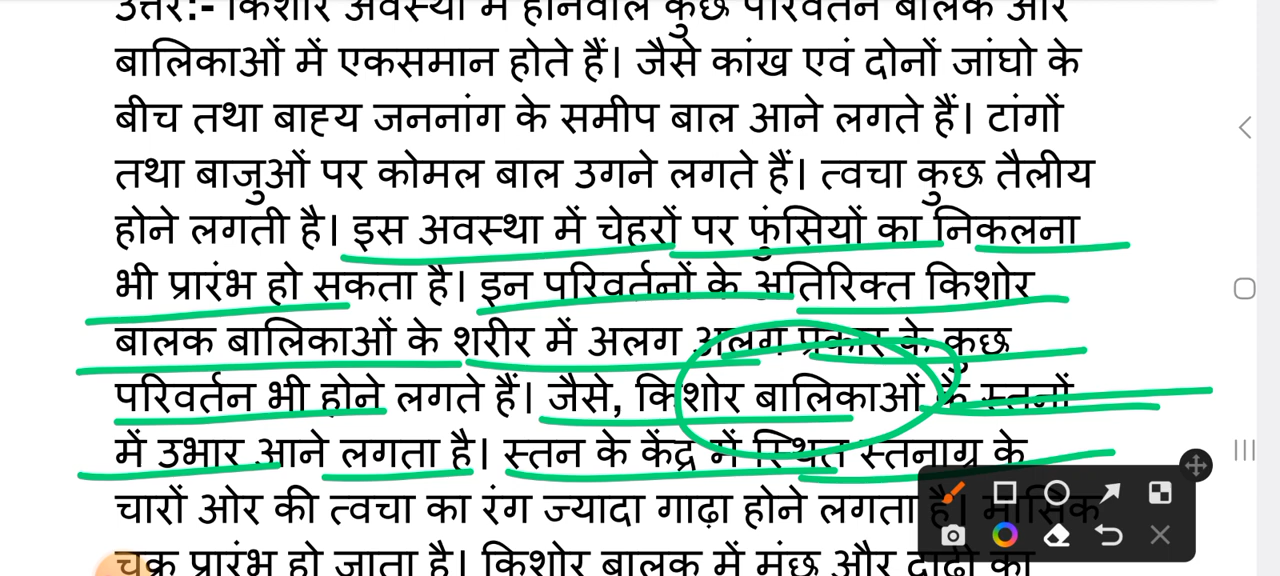 उत्तर:- किशोर अवस्था में होनेवाले कुछ परिवर्तन बालक और
बालिकाओं में एकसमान होते हैं। जैसे कांख एवं दोनों जांघो के
बीच तथा बाह्य जननांग के समीप बाल आने लगते हैं। टांगों
तथा बाजुओं पर कोमल बाल उगने लगते हैं। त्वचा कुछ तैलीय
होने लगती है। इस अवस्था में चेहरों पर फुंसियों का निकलना
भी प्रारंभ हो सकता है। इन परिवर्तनों के अतिरिक्त किशोर
बालक बालिकाओं के शरीर में अलग अलग प्रकार के कुछ
परिवर्तन भी होने लगते हैं। जैसे, किशोर बालिकाओं के स्तनों
में उभार आने लगता है। स्तन के केंद्र में स्थित स्तनाग्र के
चारों ओर की त्वचा का रंग ज्यादा गाढ़ा होने लगता है। मासिक
चक्र प्रारंभ हो जाता है। किशोर बालक में मूंछ और दाढ़ी का